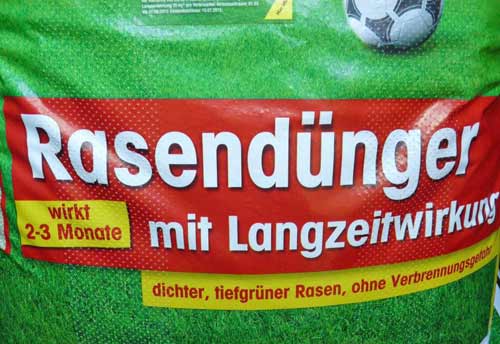 Rasendünger
wirkt
2-3 Monate
mit Langzeitwirkung
dichter, tiefgrüner Rasen, ohne Verbrennungsgefahr